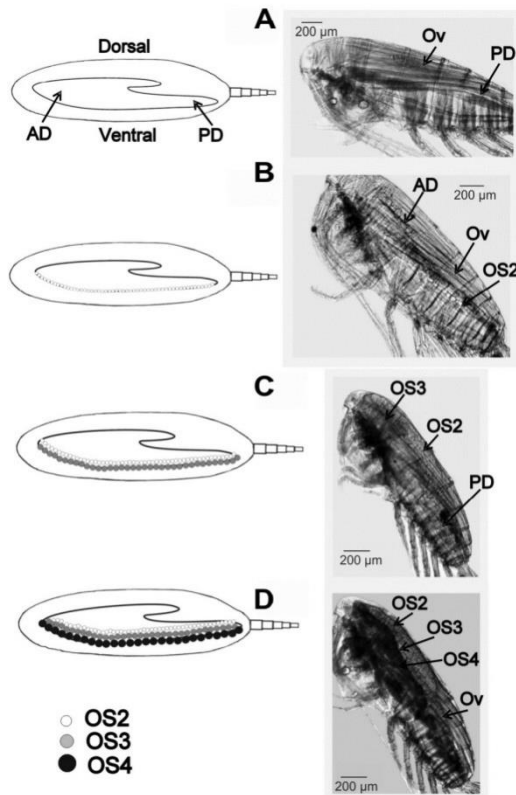 A
Dorsal
AD
Ventral
PD
200 µm
Ov
PD
B
AD
200 µm
Ov
OS2
C
OS3
OS2
PD
200 µm
D
OS2
OS3
OS4
Ov
200 µm
OS2
OS3
OS4